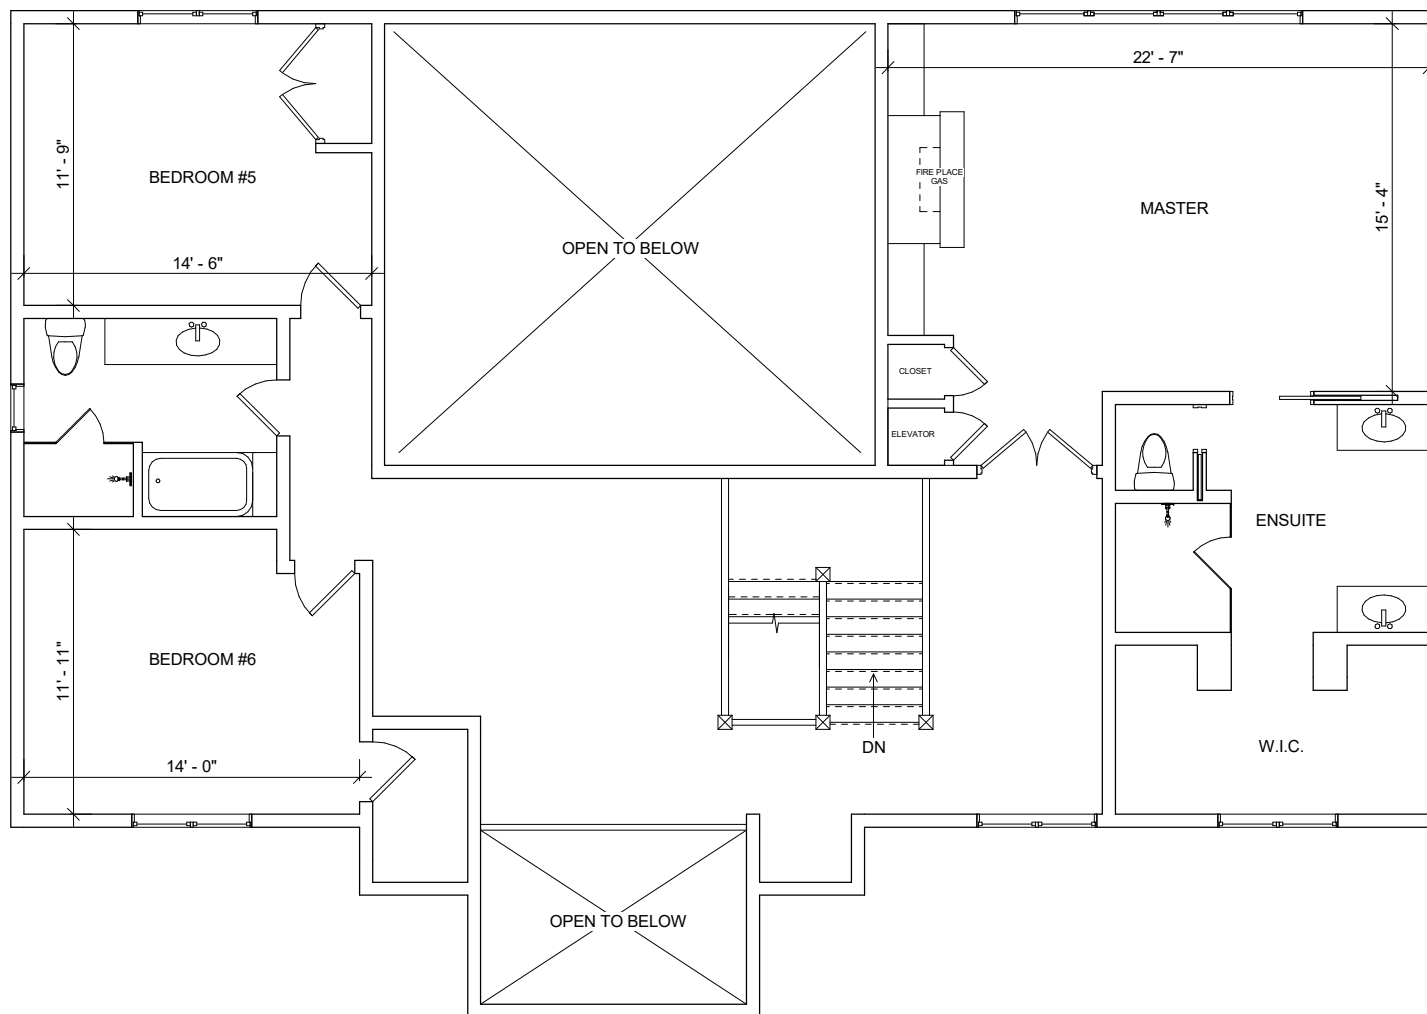 22' - 7"
11' - 9"
BEDROOM #5
FIRE PLACE
GAS
15' - 4"
MASTER
OPEN TO BELOW
14' - 6"
CLOSET
ELEVATOR
ENSUITE
11' - 11"
BEDROOM #6
DN
W.I.C.
14' - 0"
OPEN TO BELOW